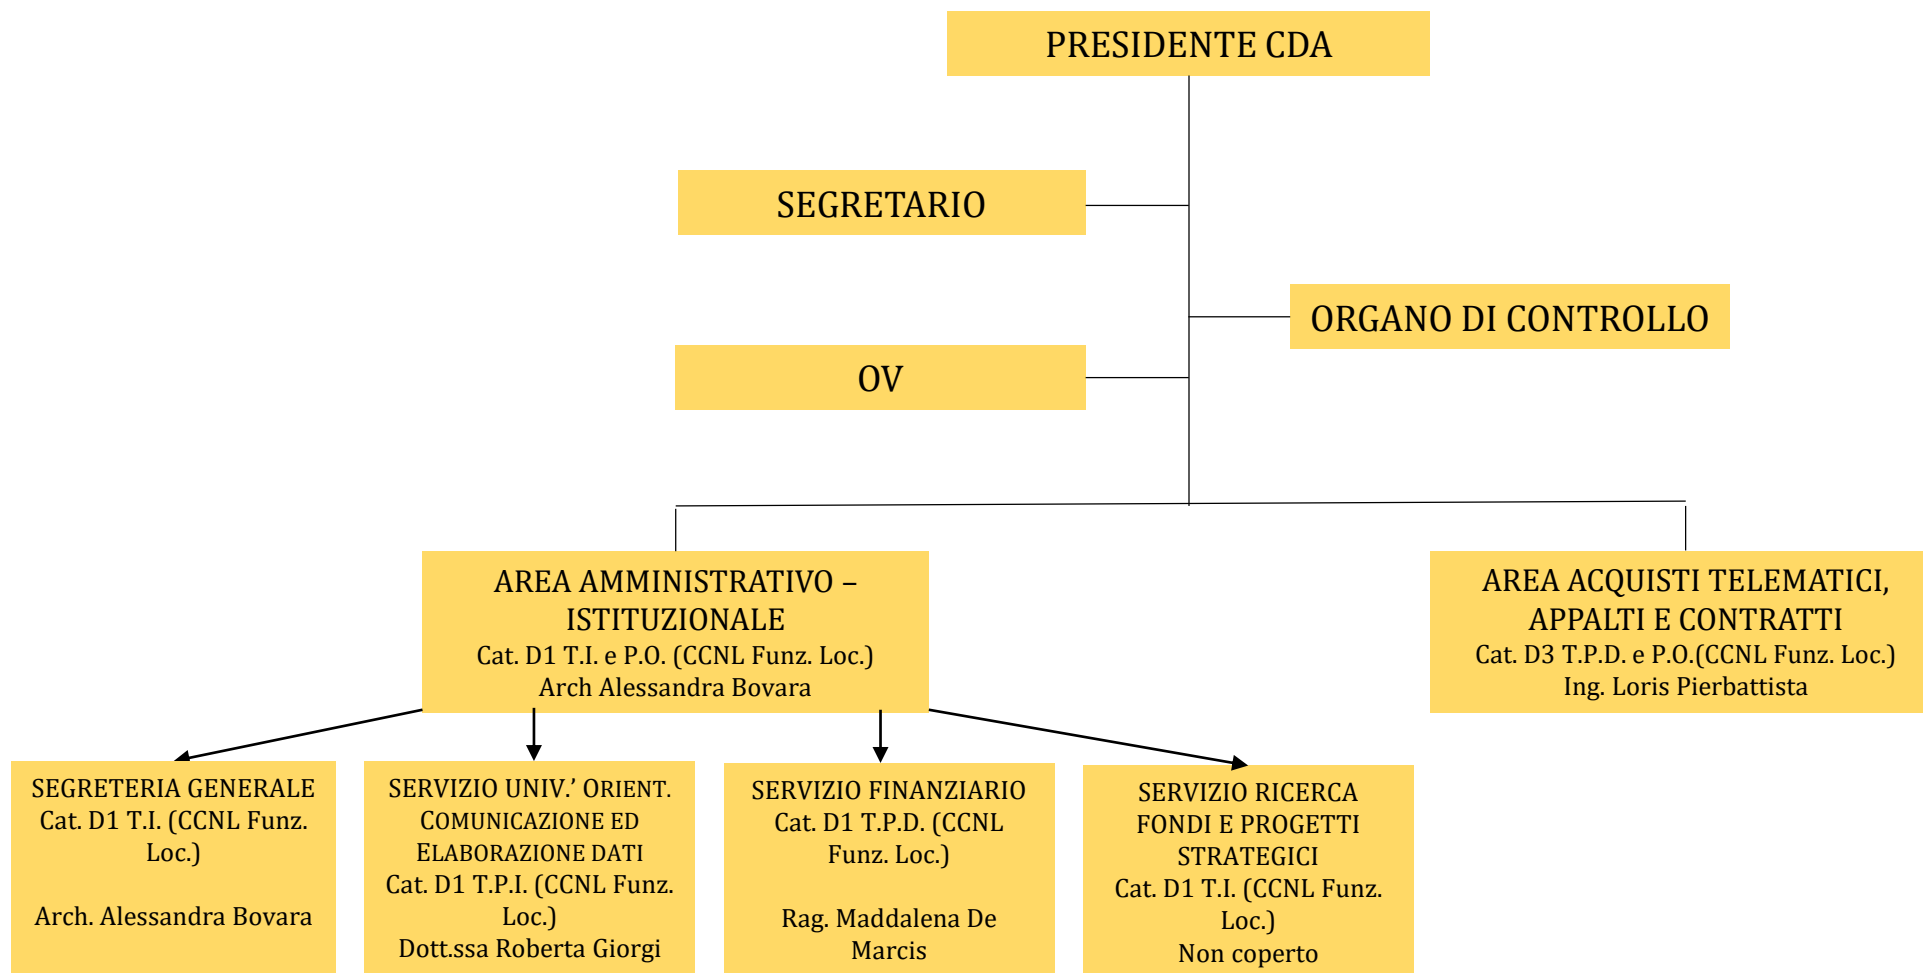 PRESIDENTE CDA
SEGRETARIO
ORGANO DI CONTROLLO
OV
AREA AMMINISTRATIVO –
ISTITUZIONALE
Cat. D1 T.I. e P.O. (CCNL Funz. Loc.)
Arch Alessandra Bovara
AREA ACQUISTI TELEMATICI,
APPALTI E CONTRATTI
Cat. D3 T.P.D. e P.O.(CCNL Funz. Loc.)
Ing. Loris Pierbattista
SEGRETERIA GENERALE
Cat. D1 T.I. (CCNL Funz.
Loc.)
Arch. Alessandra Bovara
SERVIZIO UNIV.’ ORIENT.
COMUNICAZIONE ED
ELABORAZIONE DATI
Cat. D1 T.P.I. (CCNL Funz.
Loc.)
Dott.ssa Roberta Giorgi
SERVIZIO FINANZIARIO
Cat. D1 T.P.D. (CCNL
Funz. Loc.)
Rag. Maddalena De
Marcis
SERVIZIO RICERCA
FONDI E PROGETTI
STRATEGICI
Cat. D1 T.I. (CCNL Funz.
Loc.)
Non coperto